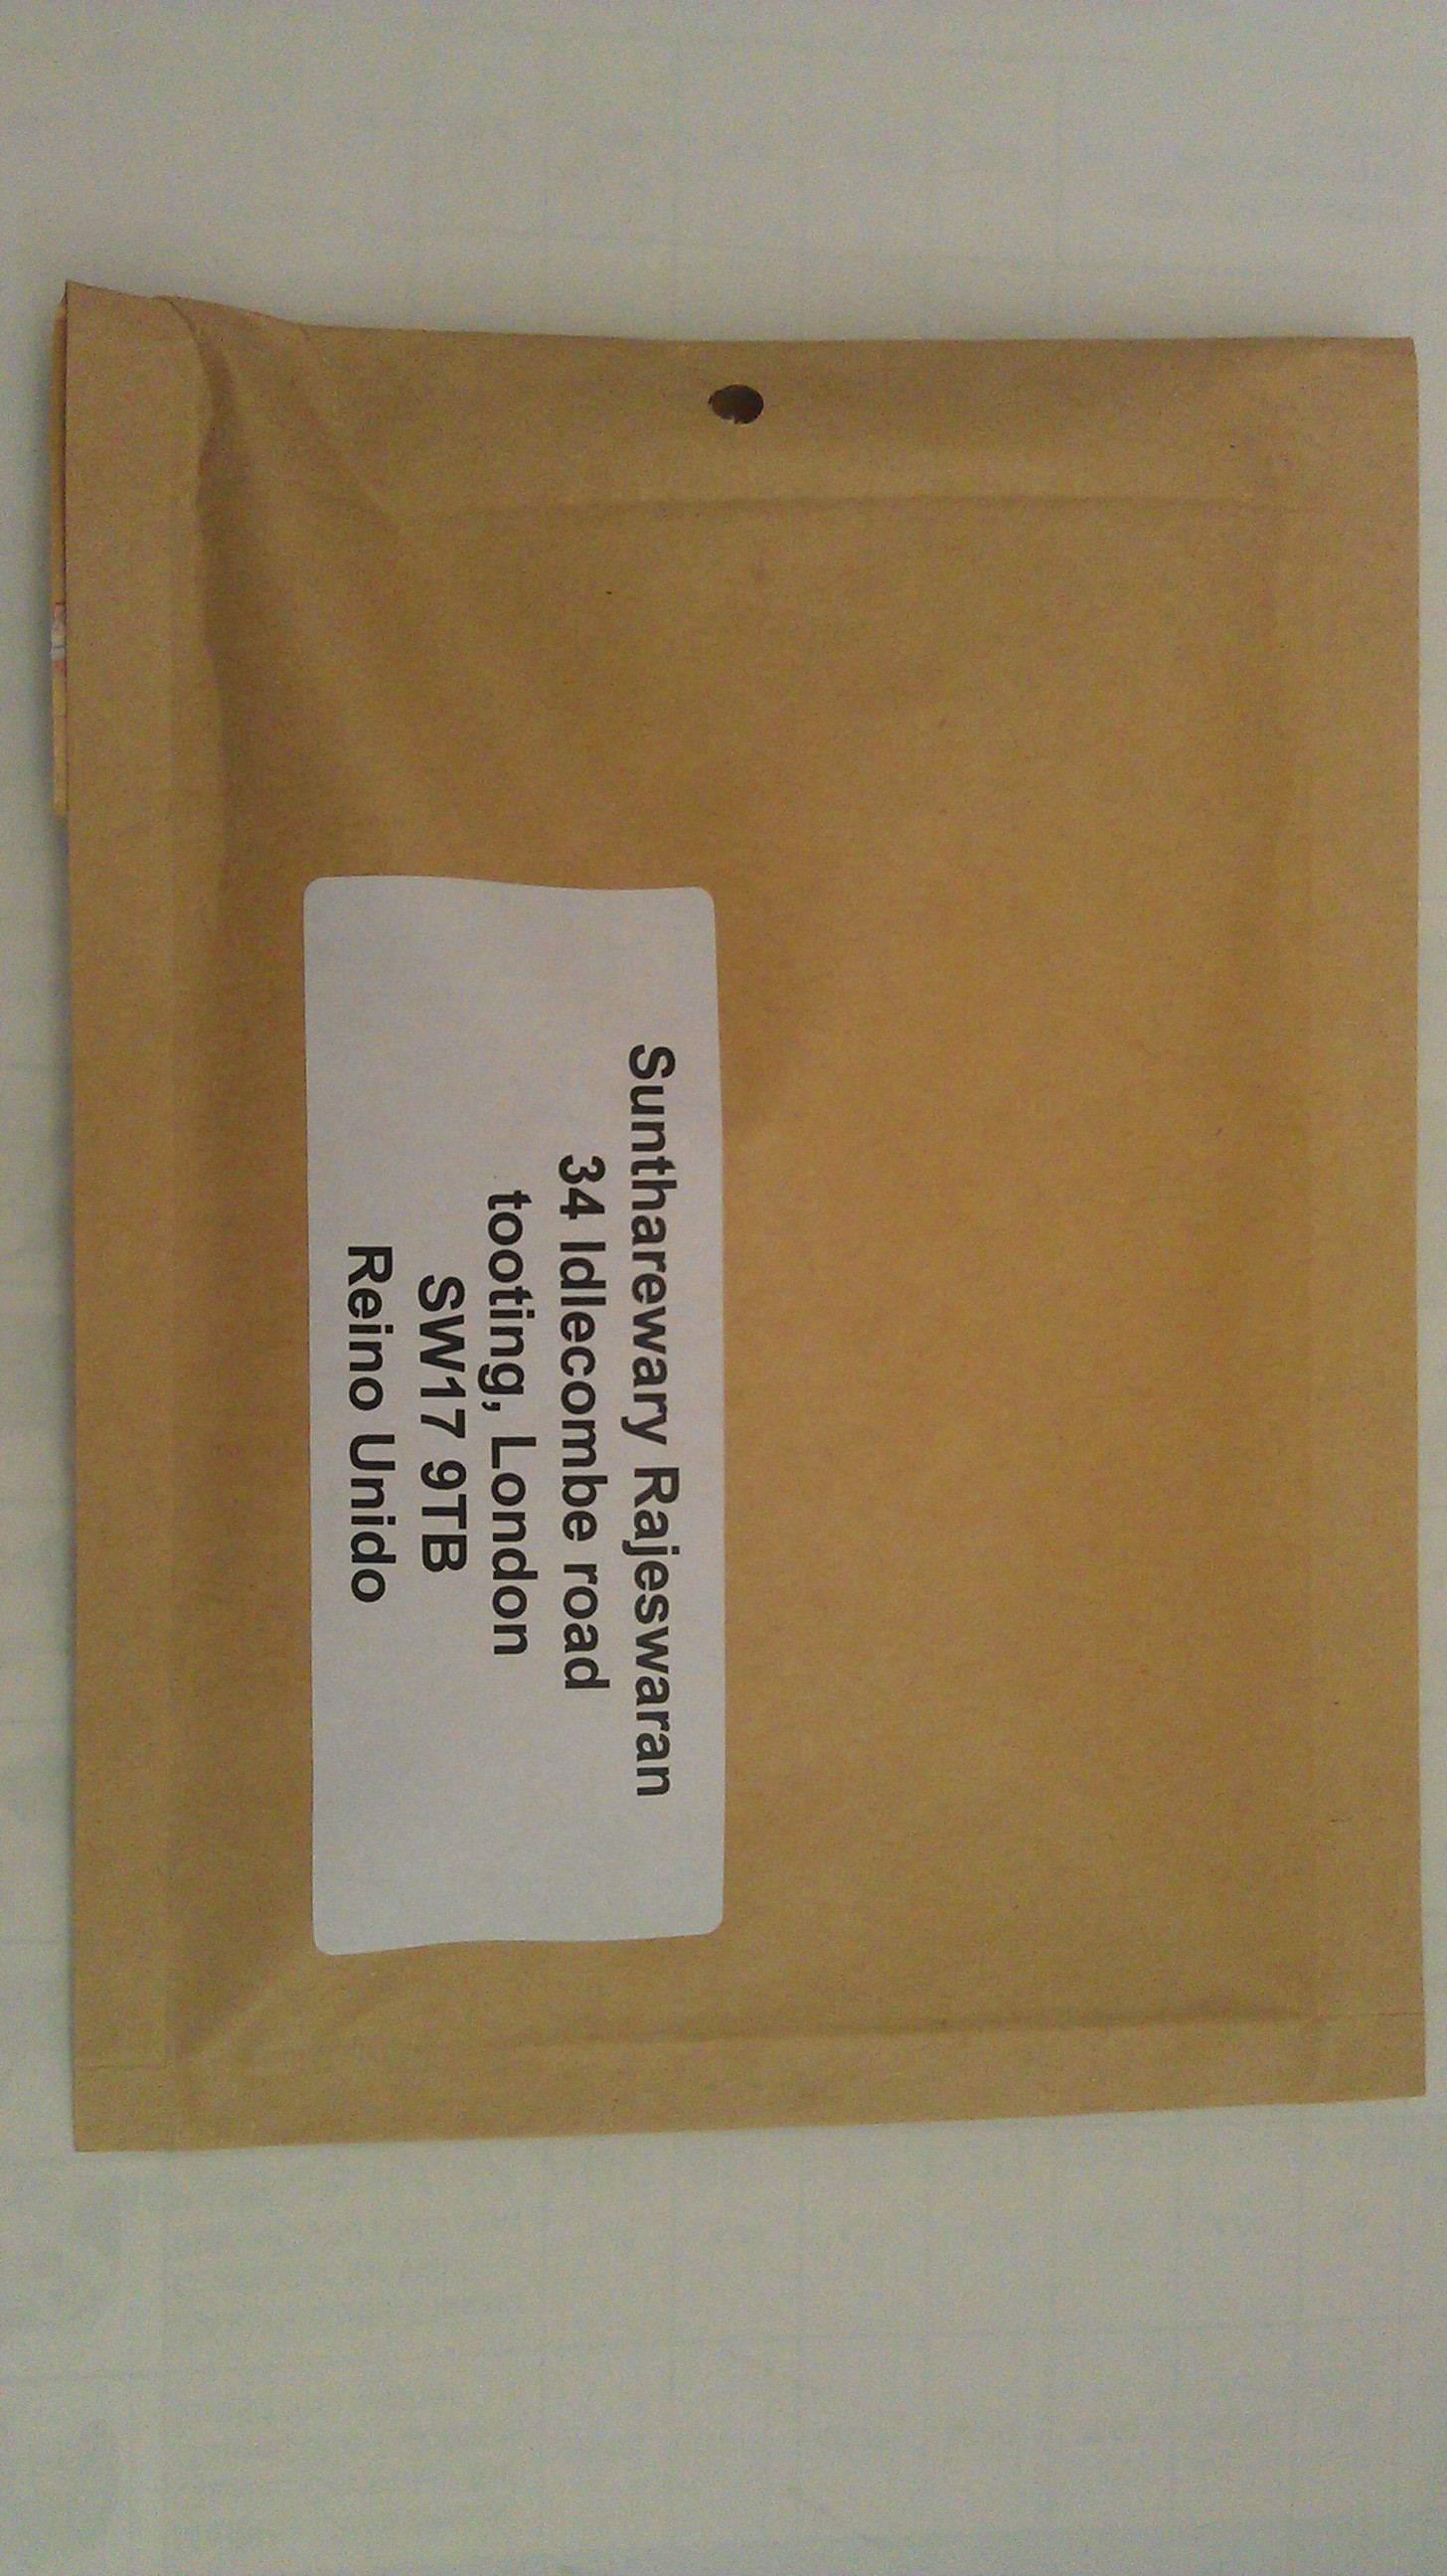 Suntharewary Rajeswaran
34 Idlecombe road
tooting, London
SW17 9TB
Reino Unido